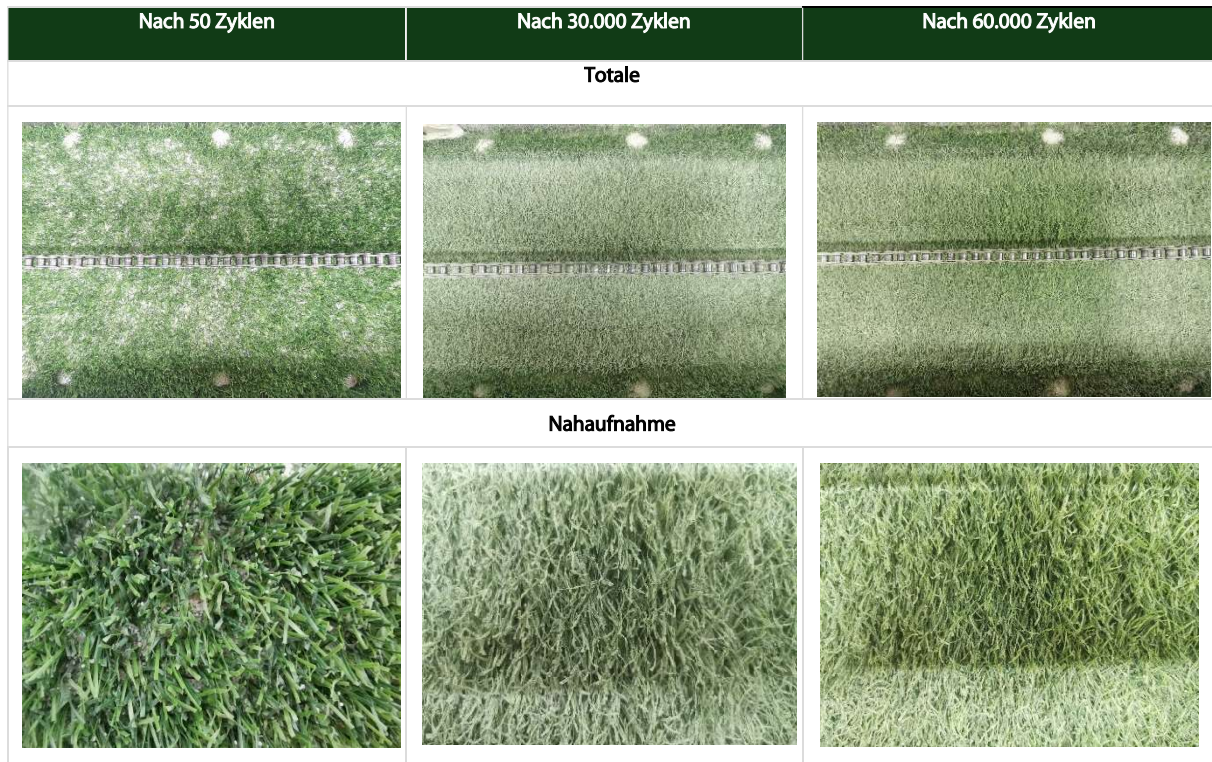 Nach 50 Zyklen
Nach 30.000 Zyklen
Nach 60.000 Zyklen
Totale
Nahaufnahme